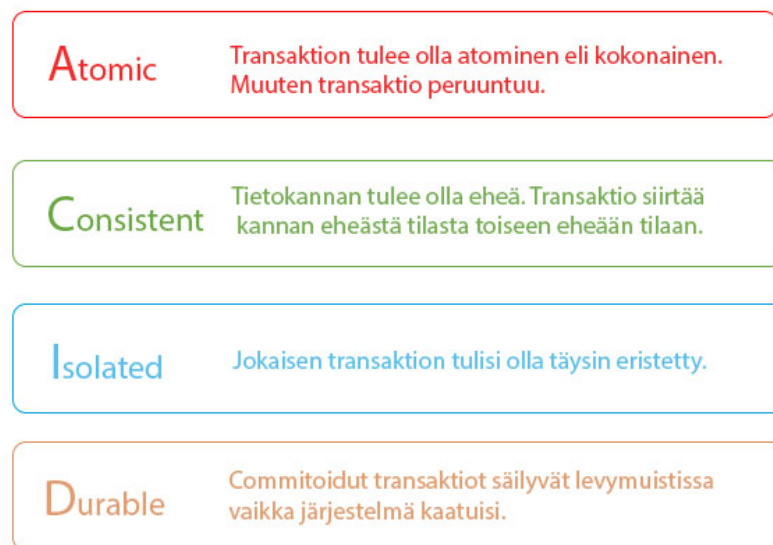 Atomic
Transaktion tulee olla atominen eli kokonainen.
Muuten transaktio peruuntuu.
Consistent
Tietokannan tulee olla eheä. Transaktio siirtää
kannan eheästä tilasta toiseen eheään tilaan.
Isolated
Jokaisen transaktion tulisi olla täysin eristetty.
Durable
Commitoidut transaktiot säilyvät levymuistissa
vaikka järjestelmä kaatuisi.